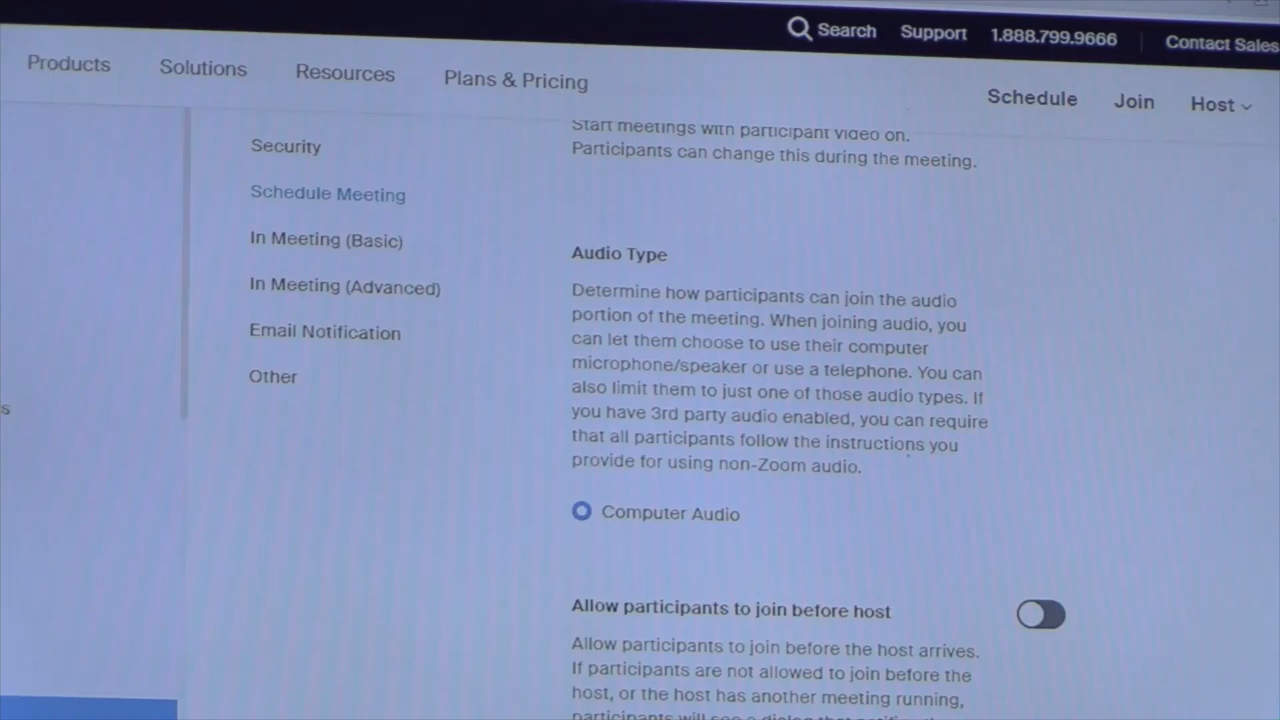 Search Support 1.888.799.9666 Contact Sales
Products Solutions Resources Plans & Pricing Schedule Join Host
Security
Schedule Meeting
In Meeting (Basic)
In Meeting (Advanced)
Email Notification
Other
s
Start meetings with participant video on.
Participants can change this during the meeting.
Audio Type
Determine how participants can join the audio
portion of the meeting. When joining audio, you
can let them choose to use their computer
microphone/speaker or use a telephone. You can
also limit them to just one of those audio types. If
you have 3rd party audio enabled, you can require
that all participants follow the instructions you
provide for using non-Zoom audio.
Computer Audio
Allow participants to join before host
Allow participants to join before the host arrives.
If participants are not allowed to join before the
host, or the host has another meeting running,
participants will see a dialog that